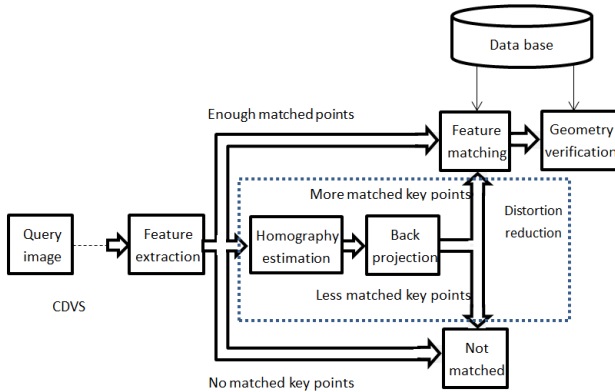 Data base
Enough matched points
Feature
matching
Geometry
verification
More matched key points
Distortion
reduction
Query
image
Feature
extraction
Homography
estimation
Back
projection
Less matched key points
CDVS
Not
matched
No matched key points